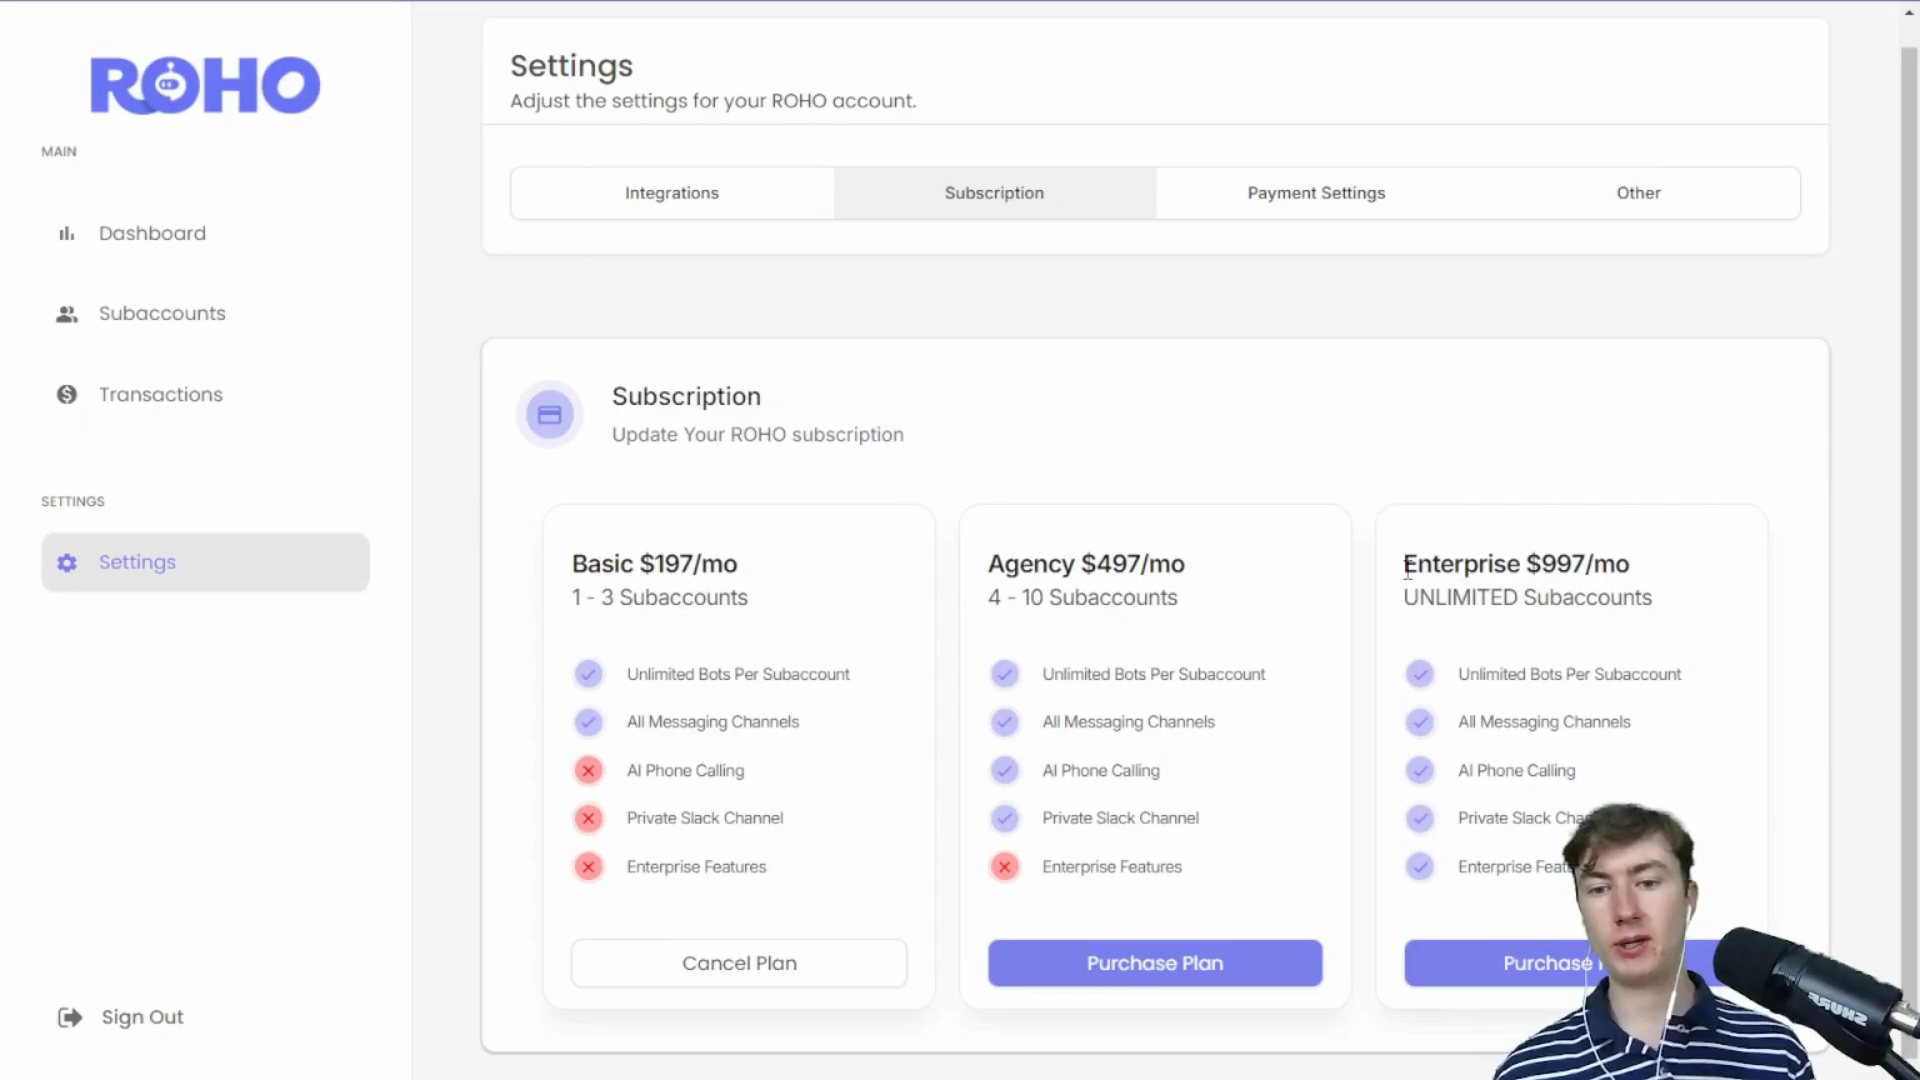 ROHO
MAIN
Dashboard
Subaccounts
Transactions
SETTINGS
Settings
Sign Out
Settings
Adjust the settings for your ROHO account.
Integrations
Subscription
Payment Settings
Other
Subscription
Update Your ROHO subscription
Basic $197/mo
1 - 3 Subaccounts
Unlimited Bots Per Subaccount
All Messaging Channels
AI Phone Calling
Private Slack Channel
Enterprise Features
Cancel Plan
Agency $497/mo
4 - 10 Subaccounts
Unlimited Bots Per Subaccount
All Messaging Channels
AI Phone Calling
Private Slack Channel
Enterprise Features
Purchase Plan
Enterprise $997/mo
UNLIMITED Subaccounts
Unlimited Bots Per Subaccount
All Messaging Channels
AI Phone Calling
Private Slack
Enterprise
Purchase
SHURE